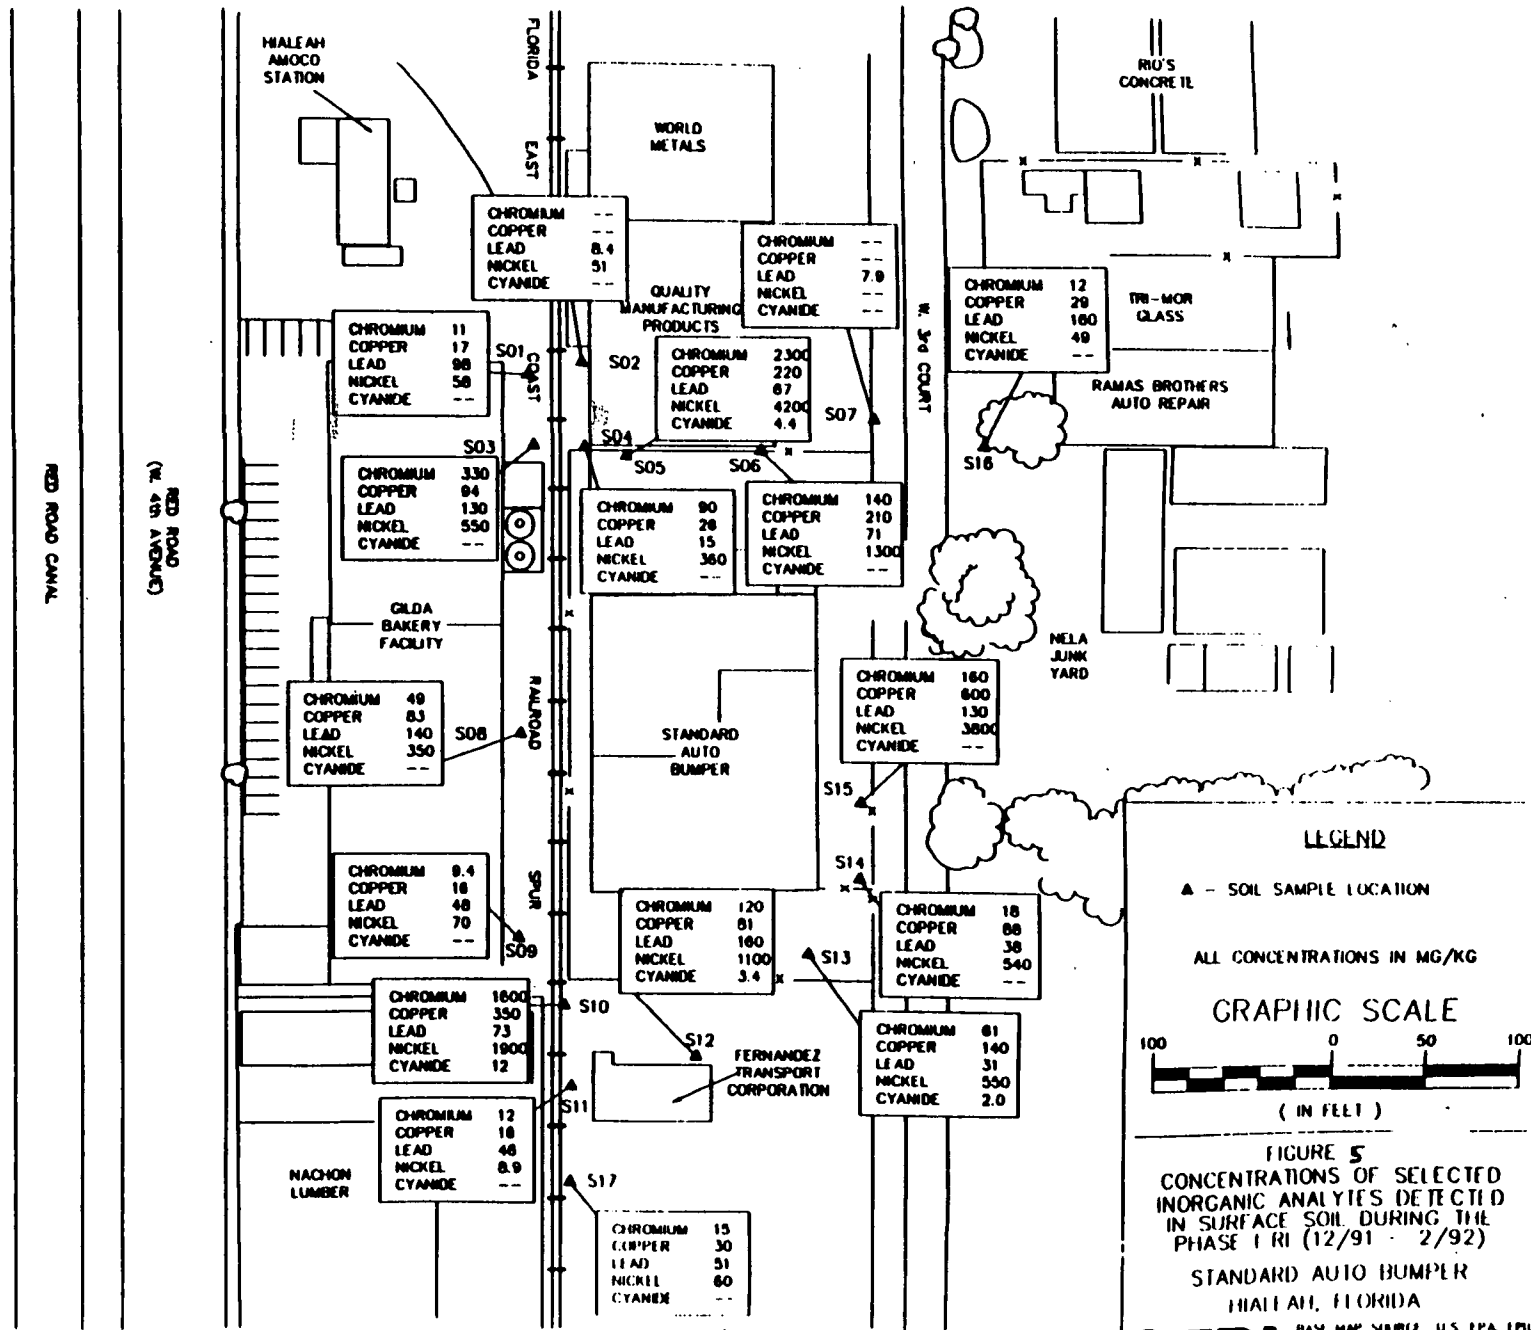 HIALEAH
AMOCO
STATION
FLORIDA
EAST
COAST
RAILROAD
SPUR
WORLD
METALS
RIO'S
CONCRETE
CHROMIUM --
COPPER --
LEAD 8.4
NICKEL 51
CYANIDE --
S02
CHROMIUM --
COPPER --
LEAD 7.9
NICKEL --
CYANIDE --
S07
QUALITY
MANUFACTURING
PRODUCTS
W. 3rd COURT
CHROMIUM 12
COPPER 29
LEAD 160
NICKEL 49
CYANIDE --
S16
TRI-MOR
GLASS
RAMAS BROTHERS
AUTO REPAIR
CHROMIUM 11
COPPER 17
LEAD 98
NICKEL 58
CYANIDE --
S01
CHROMIUM 2300
COPPER 220
LEAD 67
NICKEL 4200
CYANIDE 4.4
S03
S04
S05
S06
CHROMIUM 330
COPPER 94
LEAD 130
NICKEL 550
CYANIDE --
CHROMIUM 90
COPPER 26
LEAD 15
NICKEL 360
CYANIDE --
CHROMIUM 140
COPPER 210
LEAD 71
NICKEL 1300
CYANIDE --
RED ROAD CANAL
RED ROAD
(W. 4th AVENUE)
GILDA
BAKERY
FACILITY
NELA
JUNK
YARD
CHROMIUM 49
COPPER 83
LEAD 140
NICKEL 350
CYANIDE --
S08
STANDARD
AUTO
BUMPER
CHROMIUM 160
COPPER 600
LEAD 130
NICKEL 3800
CYANIDE --
S15
S14
CHROMIUM 9.4
COPPER 16
LEAD 48
NICKEL 70
CYANIDE --
S09
CHROMIUM 120
COPPER 81
LEAD 160
NICKEL 1100
CYANIDE 3.4
S12
S13
CHROMIUM 18
COPPER 88
LEAD 38
NICKEL 540
CYANIDE --
CHROMIUM 1600
COPPER 350
LEAD 73
NICKEL 1900
CYANIDE 12
S10
CHROMIUM 61
COPPER 140
LEAD 31
NICKEL 550
CYANIDE 2.0
FERNANDEZ
TRANSPORT
CORPORATION
S11
CHROMIUM 12
COPPER 18
LEAD 46
NICKEL 8.9
CYANIDE --
NACHON
LUMBER
S17
CHROMIUM 15
COPPER 30
LEAD 51
NICKEL 60
CYANIDE --
LEGEND
▲ - SOIL SAMPLE LOCATION
ALL CONCENTRATIONS IN MG/KG
GRAPHIC SCALE
100 0 50 100
( IN FEET )
FIGURE 5
CONCENTRATIONS OF SELECTED
INORGANIC ANALYTES DETECTED
IN SURFACE SOIL DURING THE
PHASE I RI (12/91 - 2/92)
STANDARD AUTO BUMPER
HIALEAH, FLORIDA
BASE MAP SOURCE U.S. EPA